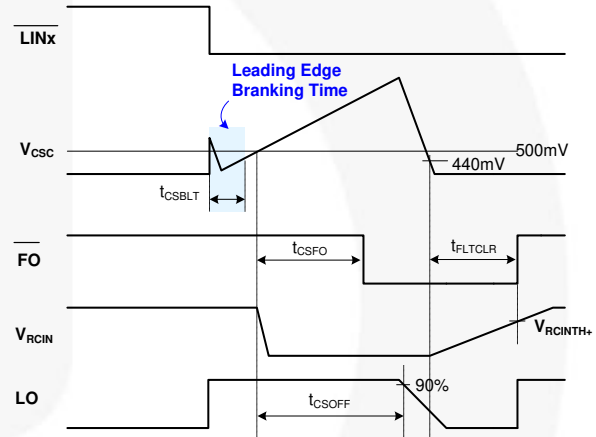 LINx
Leading Edge
Branking Time
VCSC
500mV
440mV
tCSBLT
FO
tCSFO
tFLTCLR
VRCIN
VRCINTH+
LO
90%
tCSOFF